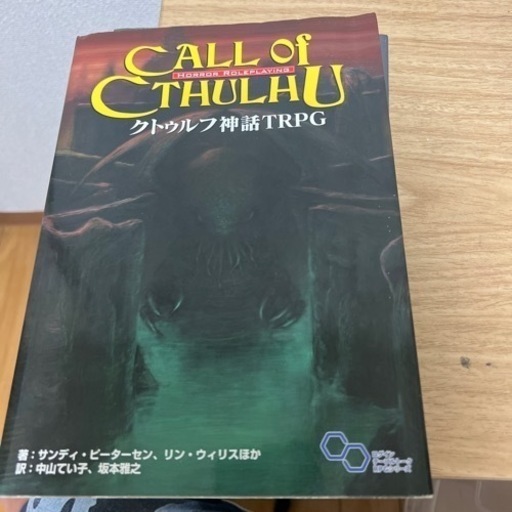 CALL of
HORROR ROLEPLAYING
CTHULHU
クトゥルフ神話TRPG
著：サンディ・ピーターセン、リン・ウィリスほか
訳：中山てい子、坂本雅之